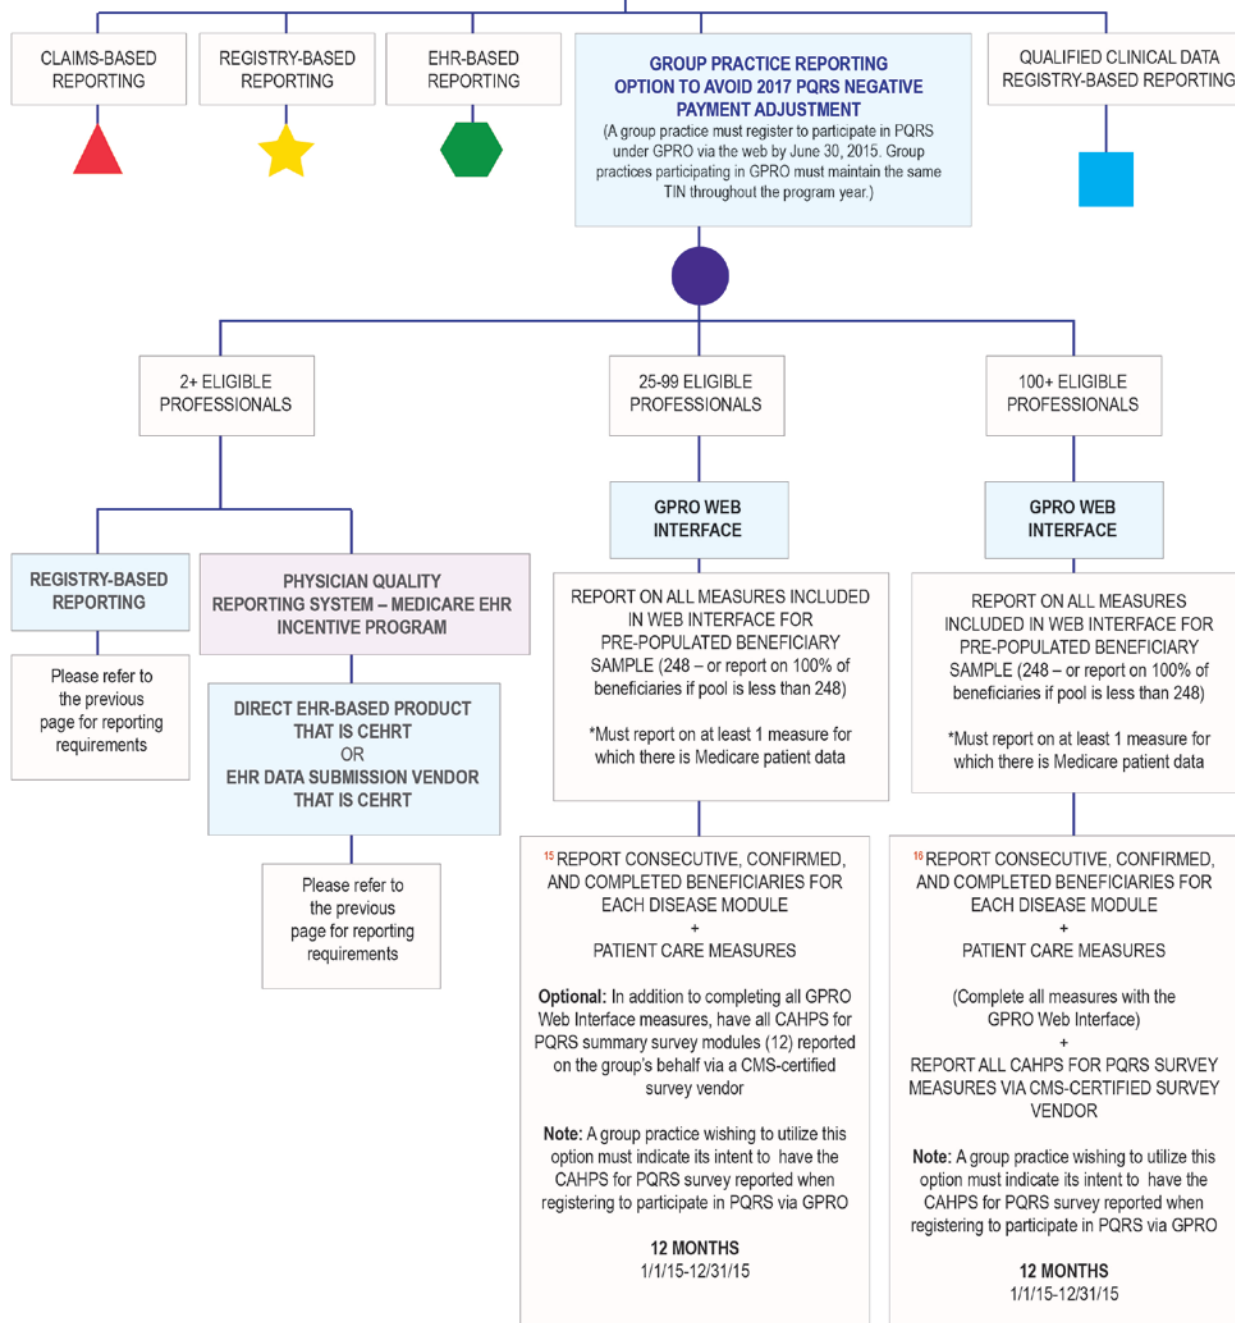 CLAIMS-BASED
REPORTING
REGISTRY-BASED
REPORTING
EHR-BASED
REPORTING
GROUP PRACTICE REPORTING
OPTION TO AVOID 2017 PQRS NEGATIVE
PAYMENT ADJUSTMENT
(A group practice must register to participate in PQRS
under GPRO via the web by June 30, 2015. Group
practices participating in GPRO must maintain the same
TIN throughout the program year.)
QUALIFIED CLINICAL DATA
REGISTRY-BASED REPORTING
2+ ELIGIBLE
PROFESSIONALS
25-99 ELIGIBLE
PROFESSIONALS
100+ ELIGIBLE
PROFESSIONALS
REGISTRY-BASED
REPORTING
Please refer to
the previous
page for reporting
requirements
PHYSICIAN QUALITY
REPORTING SYSTEM – MEDICARE EHR
INCENTIVE PROGRAM
DIRECT EHR-BASED PRODUCT
THAT IS CEHRT
OR
EHR DATA SUBMISSION VENDOR
THAT IS CEHRT
Please refer to
the previous
page for reporting
requirements
GPRO WEB
INTERFACE
REPORT ON ALL MEASURES INCLUDED
IN WEB INTERFACE FOR
PRE-POPULATED BENEFICIARY
SAMPLE (248 – or report on 100% of
beneficiaries if pool is less than 248)
*Must report on at least 1 measure for
which there is Medicare patient data
15 REPORT CONSECUTIVE, CONFIRMED,
AND COMPLETED BENEFICIARIES FOR
EACH DISEASE MODULE
+
PATIENT CARE MEASURES
Optional: In addition to completing all GPRO
Web Interface measures, have all CAHPS for
PQRS summary survey modules (12) reported
on the group's behalf via a CMS-certified
survey vendor
Note: A group practice wishing to utilize this
option must indicate its intent to have the
CAHPS for PQRS survey reported when
registering to participate in PQRS via GPRO
12 MONTHS
1/1/15-12/31/15
GPRO WEB
INTERFACE
REPORT ON ALL MEASURES
INCLUDED IN WEB INTERFACE FOR
PRE-POPULATED BENEFICIARY
SAMPLE (248 – or report on 100% of
beneficiaries if pool is less than 248)
*Must report on at least 1 measure for
which there is Medicare patient data
16 REPORT CONSECUTIVE, CONFIRMED,
AND COMPLETED BENEFICIARIES FOR
EACH DISEASE MODULE
+
PATIENT CARE MEASURES
(Complete all measures with the
GPRO Web Interface)
+
REPORT ALL CAHPS FOR PQRS SURVEY
MEASURES VIA CMS-CERTIFIED SURVEY
VENDOR
Note: A group practice wishing to utilize this
option must indicate its intent to have the
CAHPS for PQRS survey reported when
registering to participate in PQRS via GPRO
12 MONTHS
1/1/15-12/31/15